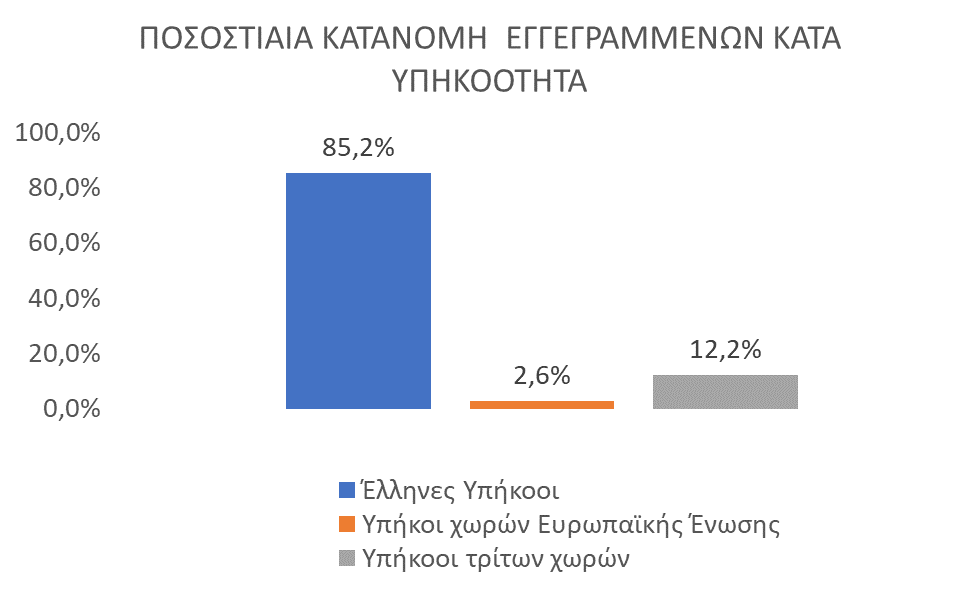 ΠΟΣΟΣΤΙΑΙΑ ΚΑΤΑΝΟΜΗ  ΕΓΓΕΓΡΑΜΜΕΝΩΝ ΚΑΤΑ
ΥΠΗΚΟΟΤΗΤΑ
100,0%
80,0%
60,0%
40,0%
20,0%
0,0%
85,2%
2,6%
12,2%
Έλληνες Υπήκοοι
Υπήκοι χωρών Ευρωπαϊκής Ένωσης
Υπήκοοι τρίτων χωρών